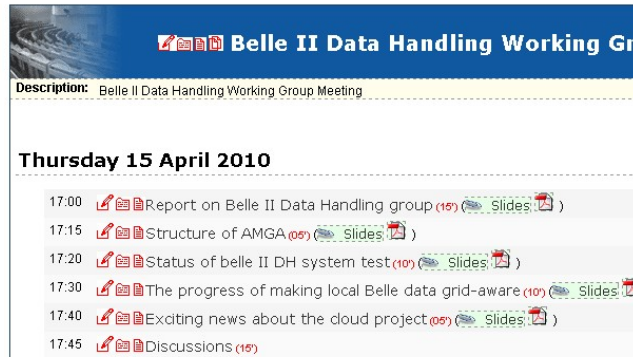 Belle II Data Handling Working
Description: Belle II Data Handling Working Group Meeting
Thursday 15 April 2010
17:00 Report on Belle II Data Handling group (15') ( Slides )
17:15 Structure of AMGA (05') ( Slides )
17:20 Status of belle II DH system test (10') ( Slides )
17:30 The progress of making local Belle data grid-aware (10') ( Slides
17:40 Exciting news about the cloud project (05') ( Slides )
17:45 Discussions (15')